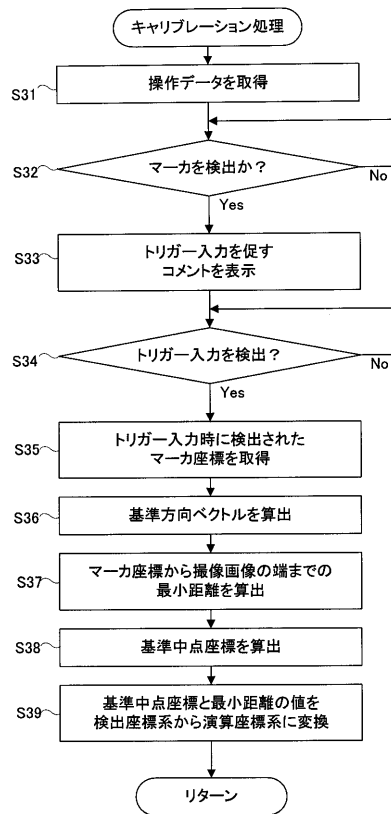 キャリブレーション処理
S31
操作データを取得
S32
マーカを検出か？
No
Yes
S33
トリガー入力を促す
コメントを表示
S34
トリガー入力を検出？
No
Yes
S35
トリガー入力時に検出された
マーカ座標を取得
S36
基準方向ベクトルを算出
S37
マーカ座標から撮像画像の端までの
最小距離を算出
S38
基準中点座標を算出
S39
基準中点座標と最小距離の値を
検出座標系から演算座標系に変換
リターン